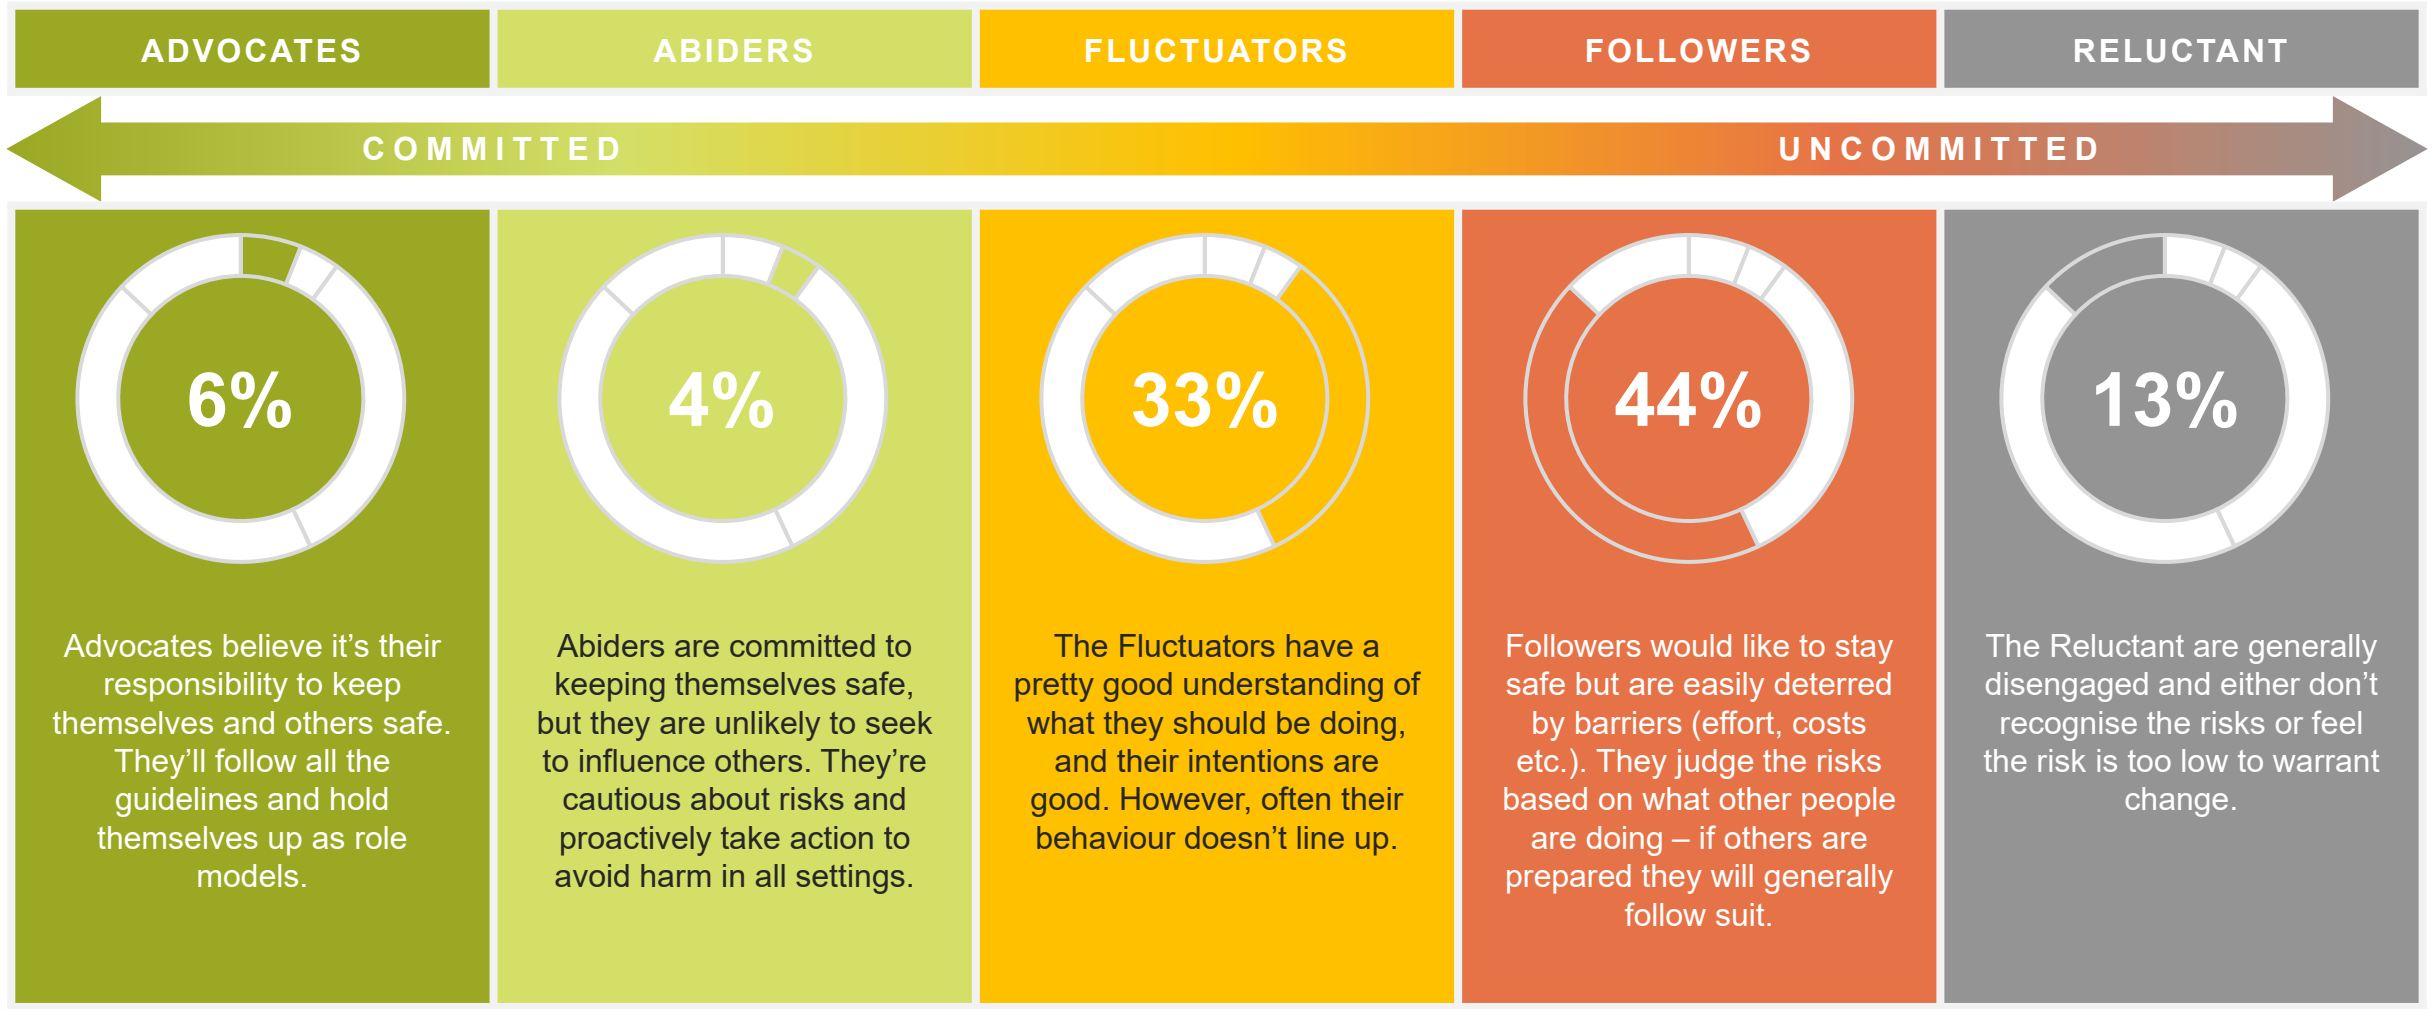 ADVOCATES
ABIDERS
FLUCTUATORS
FOLLOWERS
RELUCTANT
COMMITTED
UNCOMMITTED
6%
4%
33%
44%
13%
Advocates believe it’s their
responsibility to keep
themselves and others safe.
They’ll follow all the
guidelines and hold
themselves up as role
models.
Abiders are committed to
keeping themselves safe,
but they are unlikely to seek
to influence others. They’re
cautious about risks and
proactively take action to
avoid harm in all settings.
The Fluctuators have a
pretty good understanding of
what they should be doing,
and their intentions are
good. However, often their
behaviour doesn’t line up.
Followers would like to stay
safe but are easily deterred
by barriers (effort, costs
etc.). They judge the risks
based on what other people
are doing – if others are
prepared they will generally
follow suit.
The Reluctant are generally
disengaged and either don’t
recognise the risks or feel
the risk is too low to warrant
change.